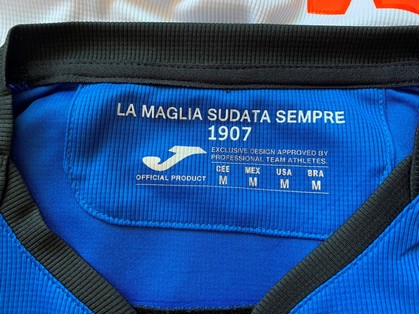 LA MAGLIA SUDATA SEMPRE
1907
EXCLUSIVE DESIGN APPROVED BY
PROFESSIONAL TEAM ATHLETES.
OFFICIAL PRODUCT
CEE MEX USA BRA
M M M M